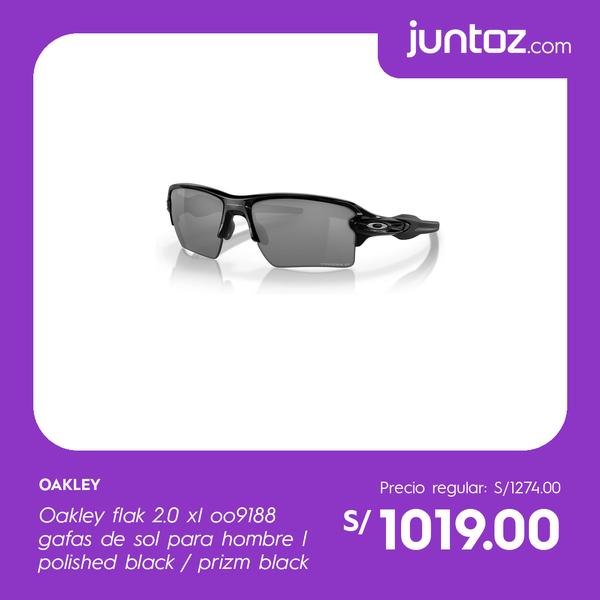 juntoz.com
OAKLEY
Oakley flak 2.0 xl oo9188
gafas de sol para hombre |
polished black / prizm black
Precio regular: S/1274.00
S/ 1019.00